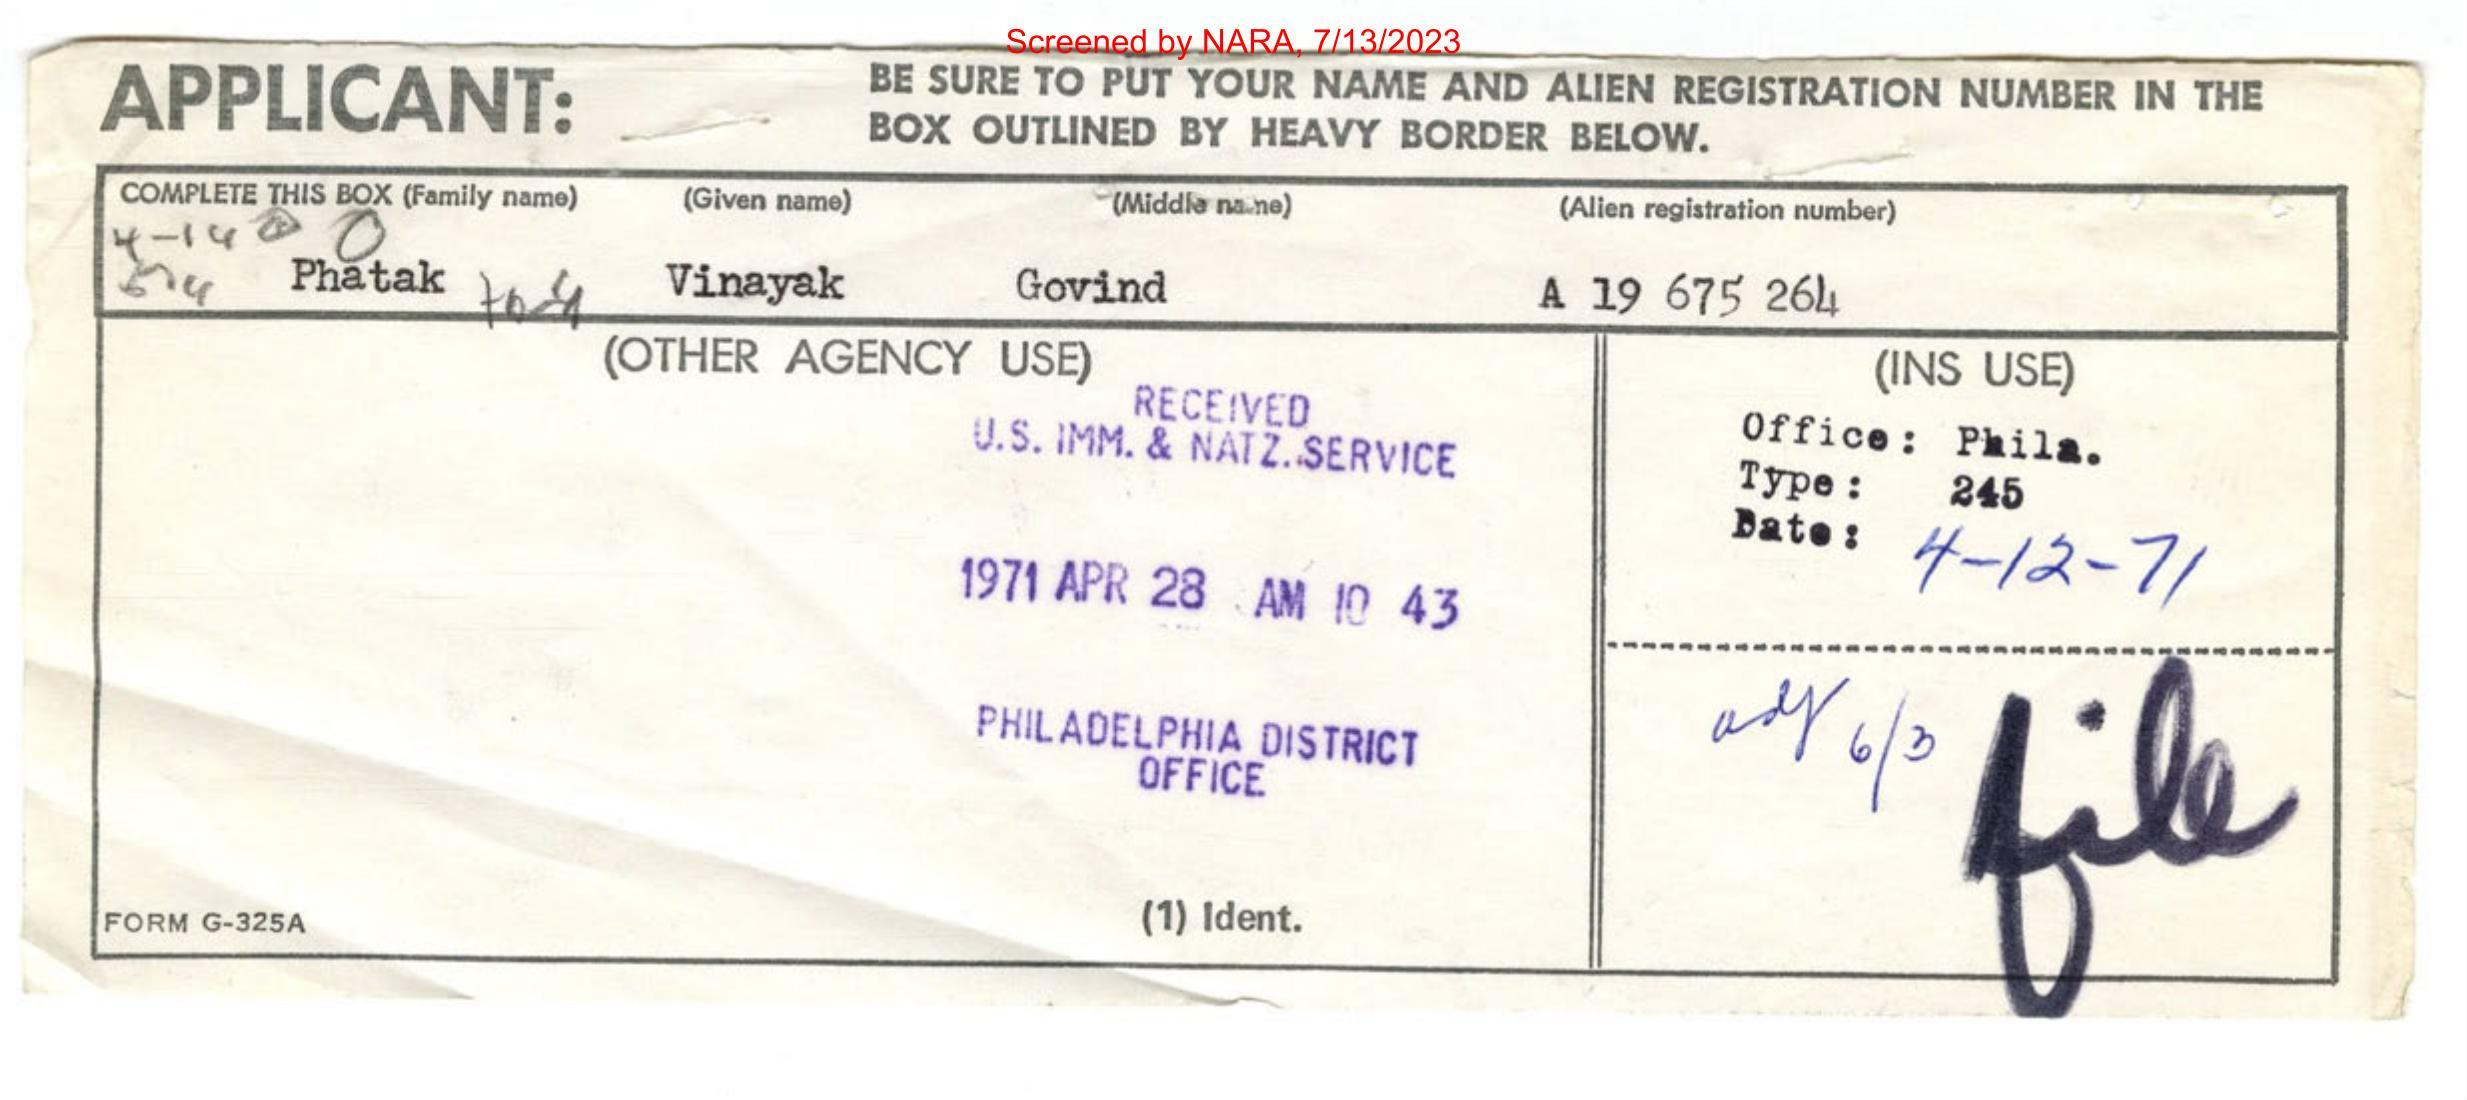 Screened by NARA, 7/13/2023
APPLICANT:
BE SURE TO PUT YOUR NAME AND ALIEN REGISTRATION NUMBER IN THE
BOX OUTLINED BY HEAVY BORDER BELOW.
COMPLETE THIS BOX (Family name) (Given name) (Middle name) (Alien registration number)
4-14
Phatak Vinayak Govind A 19 675 264
(OTHER AGENCY USE)
RECEIVED
U.S. IMM. & NATZ. SERVICE
1971 APR 28 AM 10 43
PHILADELPHIA DISTRICT
OFFICE
(1) Ident.
FORM G-325A
(INS USE)
Office: Phila.
Type: 245
Date: 4-12-71
adj 6/3
file